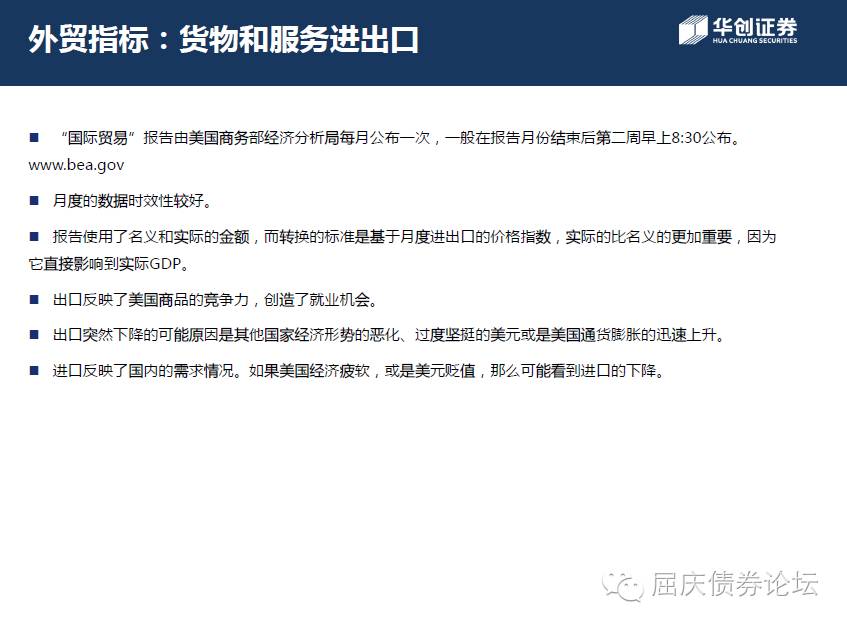 外贸指标：货物和服务进出口
华创证券
HUA CHUANG SECURITIES
■ “国际贸易”报告由美国商务部经济分析局每月公布一次，一般在报告月份结束后第二周早上8:30公布。
www.bea.gov
■ 月度的数据时效性较好。
■ 报告使用了名义和实际的金额，而转换的标准是基于月度进出口的价格指数，实际的比名义的更加重要，因为
它直接影响到实际GDP。
■ 出口反映了美国商品的竞争力，创造了就业机会。
■ 出口突然下降的可能原因是其他国家经济形势的恶化、过度坚挺的美元或是美国通货膨胀的迅速上升。
■ 进口反映了国内的需求情况。如果美国经济疲软，或是美元贬值，那么可能看到进口的下降。
屈庆债券论坛